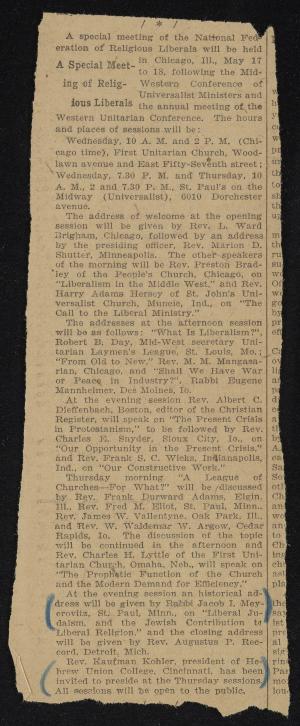 A special meeting of the National Fed-
eration of Religious Liberals will be held
A Special Meet-
ing of Relig-
ious Liberals
in Chicago, Ill., May 17
to 18, following the Mid-
Western Conference of
Universalist Ministers and
the annual meeting of the
Western Unitarian Conference. The hours
and places of sessions will be:
Wednesday, 10 A. M. and 2 P. M. (Chi-
cago time), First Unitarian Church, Wood-
lawn avenue and East Fifty-Seventh street;
Wednesday, 7.30 P. M. and Thursday, 10
A. M., 2 and 7.30 P. M., St. Paul's on the
Midway (Universalist), 6010 Dorchester
avenue.
The address of welcome at the opening
session will be given by Rev. L. Ward
Brigham, Chicago, followed by an address
by the presiding officer, Rev. Marion D.
Shutter, Minneapolis. The other speakers
of the morning will be Rev. Preston Brad-
ley of the People's Church, Chicago, on
"Liberalism in the Middle West," and Rev.
Harry Adams Hersey of St. John's Uni-
versalist Church, Muncie, Ind., on "The
Call to the Liberal Ministry."
The addresses at the afternoon session
will be as follows: "What Is Liberalism?",
Robert B. Day, Mid-West secretary Uni-
tarian Laymen's League, St. Louis, Mo.;
"From Old to New," Rev. M. M. Mangasa-
rian, Chicago, and "Shall We Have War
or Peace in Industry?", Rabbi Eugene
Mannheimer, Des Moines, Io.
At the evening session Rev. Albert C.
Dieffenbach, Boston, editor of the Christian
Register, will speak on "The Present Crisis
in Protestantism," to be followed by Rev.
Charles E. Snyder, Sioux City, Io., on
"Our Opportunity in the Present Crisis,"
and Rev. Frank S. C. Wicks, Indianapolis,
Ind., on "Our Constructive Work."
Thursday morning "A League of
Churches—For What?" will be discussed
by Rev. Frank Durward Adams, Elgin,
Ill., Rev. Fred M. Eliot, St. Paul, Minn.,
Rev. James W. Vallentyne, Oak Park, Ill.,
and Rev. W. Waldemar W. Argow, Cedar
Rapids, Io. The discussion of the topic
will be continued in the afternoon and
Rev. Charles H. Lyttle of the First Uni-
tarian Church, Omaha, Neb., will speak on
"The Prophetic Function of the Church
and the Modern Demand for Efficiency."
At the evening session an historical ad-
dress will be given by Rabbi Jacob I. Mey-
erovitz, St. Paul, Minn., on "Liberal Ju-
daism, and the Jewish Contribution to
Liberal Religion" and the closing address
will be given by Rev. Augustus P. Rec-
cord, Detroit, Mich.
Rev. Kaufman Kohler, president of He-
brew Union College, Cincinnati, has been
invited to preside at the Thursday sessions.
All sessions will be open to the public.